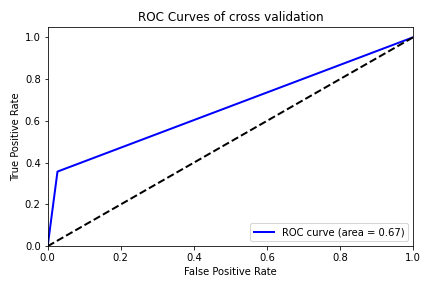 ROC Curves of cross validation
True Positive Rate
1.0
0.8
0.6
0.4
0.2
0.0
ROC curve (area = 0.67)
0.0 0.2 0.4 0.6 0.8 1.0
False Positive Rate